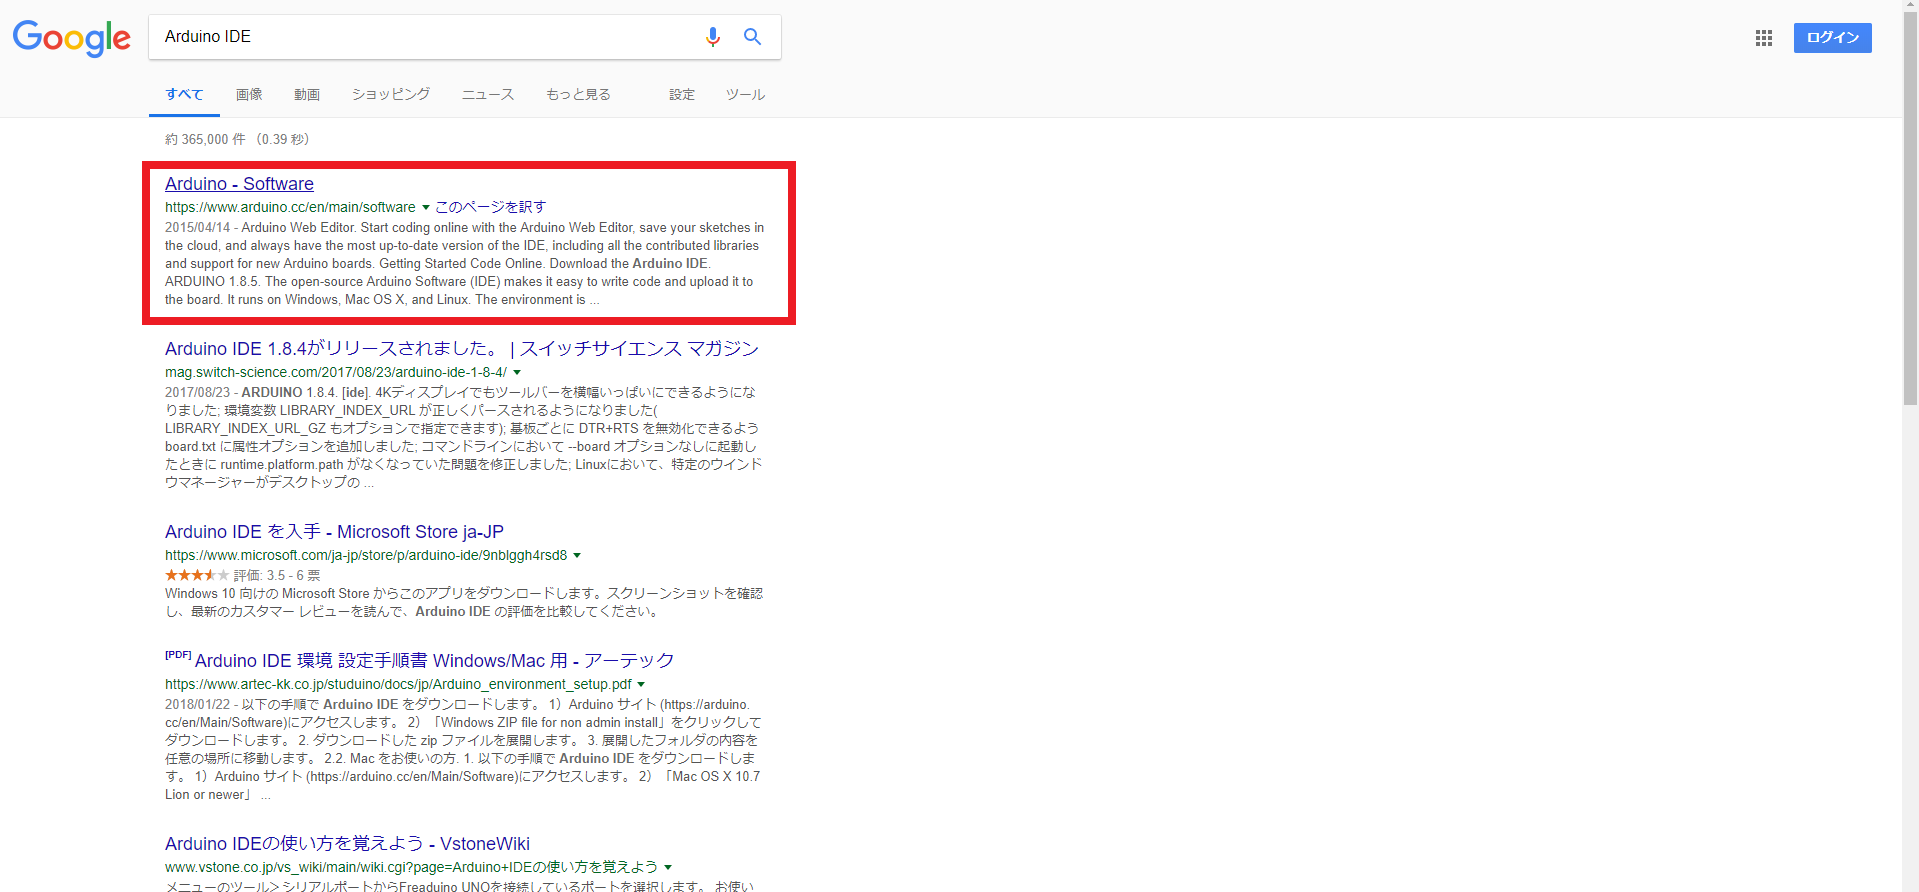 Google
Arduino IDE
ログイン
すべて 画像 動画 ショッピング ニュース もっと見る 設定 ツール
約 365,000 件 （0.39 秒）
Arduino - Software
https://www.arduino.cc/en/main/software ▼ このページを訳す
2015/04/14 - Arduino Web Editor. Start coding online with the Arduino Web Editor, save your sketches in
the cloud, and always have the most up-to-date version of the IDE, including all the contributed libraries
and support for new Arduino boards. Getting Started Code Online. Download the Arduino IDE.
ARDUINO 1.8.5. The open-source Arduino Software (IDE) makes it easy to write code and upload it to
the board. It runs on Windows, Mac OS X, and Linux. The environment is ...
Arduino IDE 1.8.4がリリースされました。 | スイッチサイエンス マガジン
mag.switch-science.com/2017/08/23/arduino-ide-1-8-4/ ▼
2017/08/23 - ARDUINO 1.8.4. [ide]. 4Kディスプレイでもツールバーを横幅いっぱいにできるようにな
りました; 環境変数 LIBRARY_INDEX_URL が正しくパースされるようになりました(
LIBRARY_INDEX_URL_GZ もオプションで指定できます); 基板ごとに DTR+RTS を無効化できるよう
board.txt に属性オプションを追加しました; コマンドラインにおいて --board オプションなしに起動し
たときに runtime.platform.path がなくなっていた問題を修正しました; Linuxにおいて、特定のウインド
ウマネージャーがデスクトップの ...
Arduino IDE を入手 - Microsoft Store ja-JP
https://www.microsoft.com/ja-jp/store/p/arduino-ide/9nblggh4rsd8 ▼
★★★★★ 評価: 3.5 - 6 票
Windows 10 向けの Microsoft Store からこのアプリをダウンロードします。スクリーンショットを確認
し、最新のカスタマー レビューを読んで、Arduino IDE の評価を比較してください。
[PDF] Arduino IDE 環境 設定手順書 Windows/Mac 用 - アーテック
https://www.artec-kk.co.jp/studuino/docs/jp/Arduino_environment_setup.pdf ▼
2018/01/22 - 以下の手順で Arduino IDE をダウンロードします。 1）Arduino サイト (https://arduino.
cc/en/Main/Software)にアクセスします。 2）「Windows ZIP file for non admin install」をクリックして
ダウンロードします。 2. ダウンロードした zip ファイルを展開します。 3. 展開したフォルダの内容を
任意の場所に移動します。 2.2. Mac をお使いの方. 1. 以下の手順で Arduino IDE をダウンロードしま
す。 1）Arduino サイト (https://arduino.cc/en/Main/Software)にアクセスします。 2）「Mac OS X 10.7
Lion or newer」 ...
Arduino IDEの使い方を覚えよう - VstoneWiki
www.vstone.co.jp/vs_wiki/main/wiki.cgi?page=Arduino+IDEの使い方を覚えよう ▼
メニューのツール＞シリアルポートからFreaduino UNOを接続しているポートを選択します。 お使い